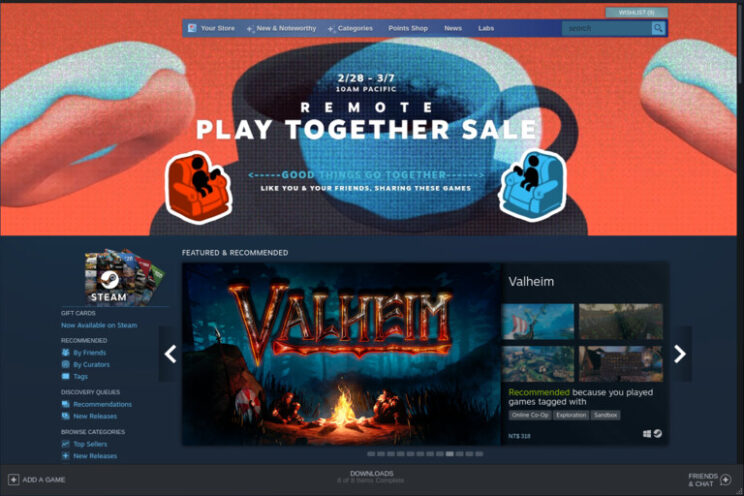 WISHLIST (9)
Your Store
New & Noteworthy
Categories
Points Shop
News
Labs
search
2/28 - 3/7
10AM PACIFIC
REMOTE
PLAY TOGETHER SALE
<-----GOOD THINGS GO TOGETHER------>
LIKE YOU & YOUR FRIENDS, SHARING THESE GAMES
STEAM
GIFT CARDS
Now Available on Steam
RECOMMENDED
By Friends
By Curators
Tags
DISCOVERY QUEUES
Recommendations
New Releases
BROWSE CATEGORIES
Top Sellers
New Releases
FEATURED & RECOMMENDED
VALHEIM
Valheim
Recommended because you played
games tagged with
Online Co-Op
Exploration
Sandbox
NT$ 318
ADD A GAME
DOWNLOADS
Items Complete
FRIENDS
& CHAT